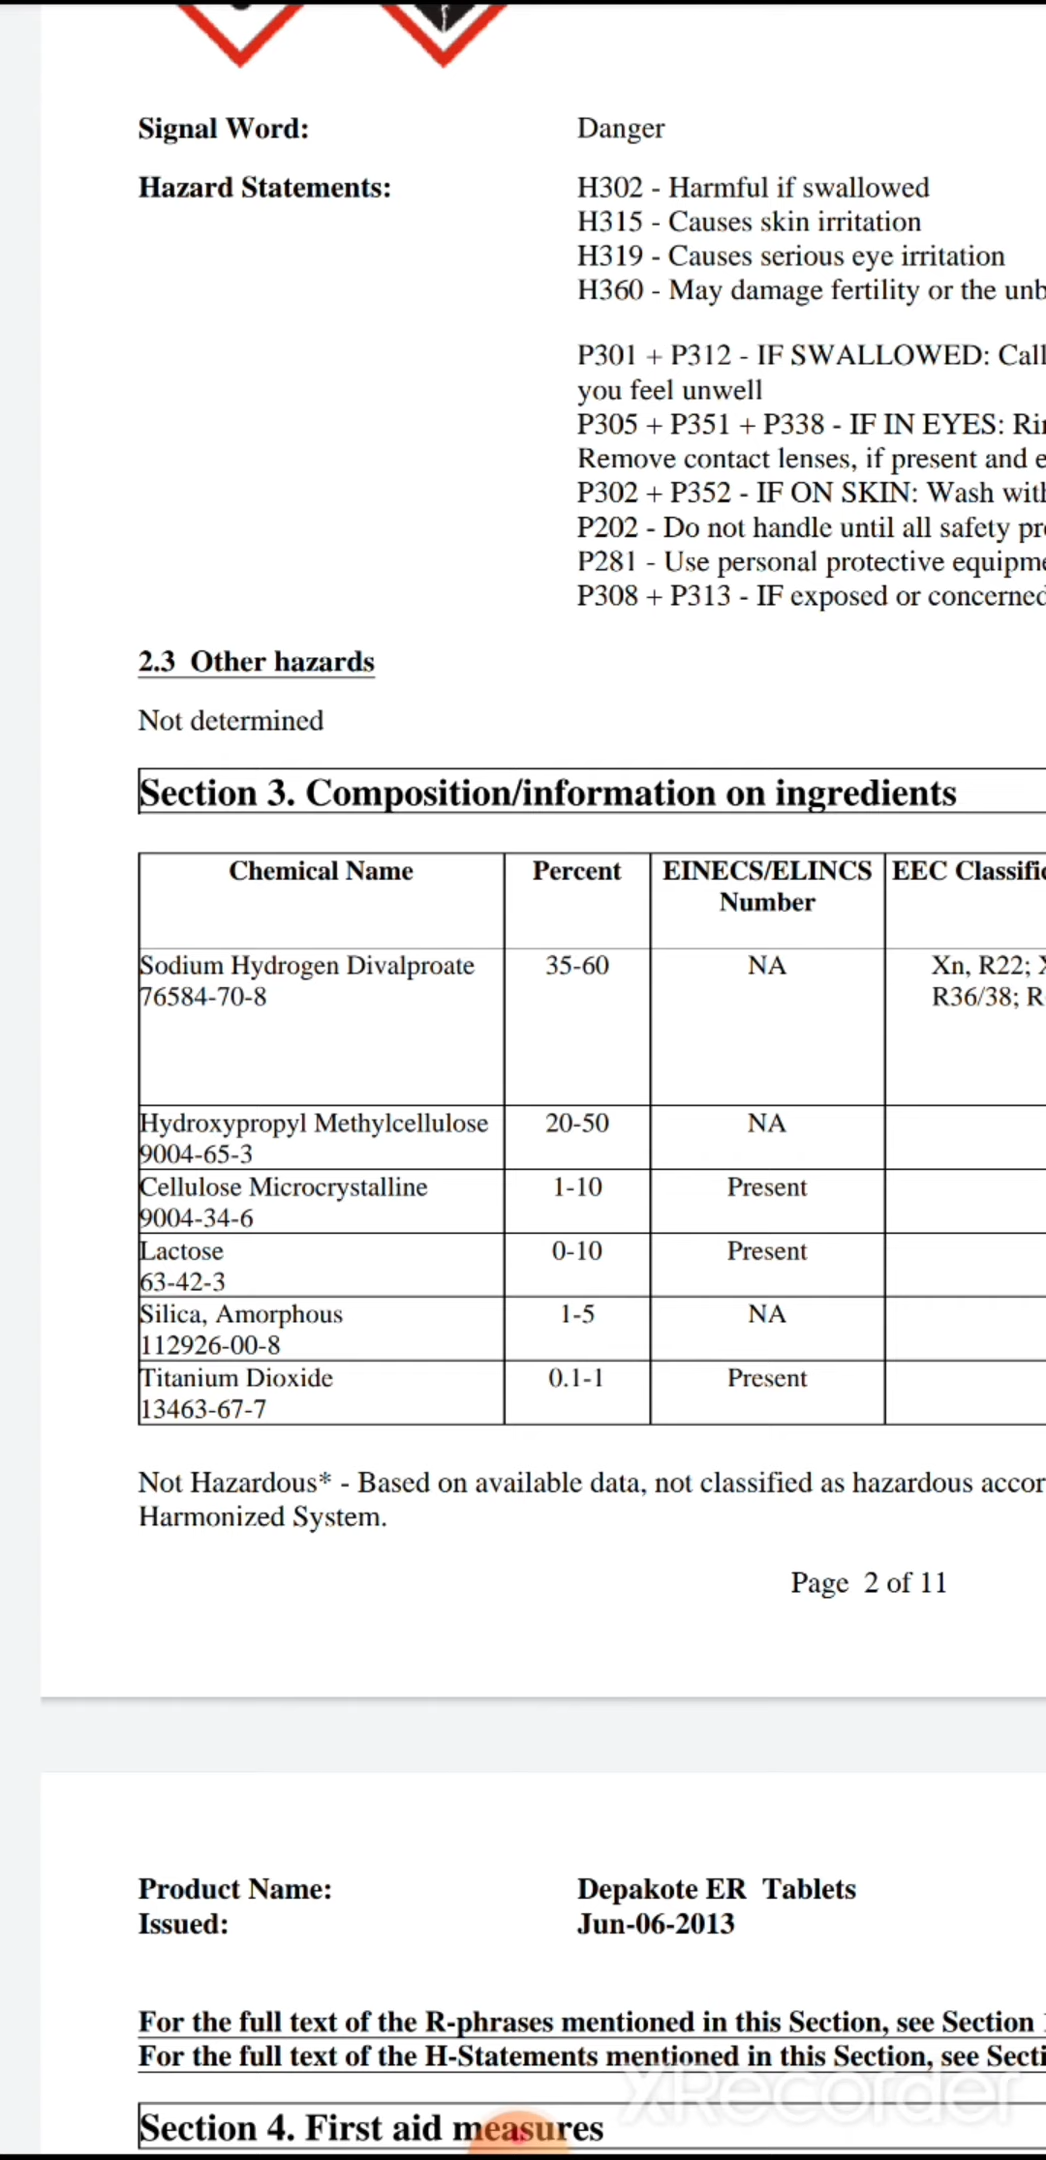 Signal Word: Danger
Hazard Statements: H302 - Harmful if swallowed
H315 - Causes skin irritation
H319 - Causes serious eye irritation
H360 - May damage fertility or the unb
P301 + P312 - IF SWALLOWED: Call
you feel unwell
P305 + P351 + P338 - IF IN EYES: Rin
Remove contact lenses, if present and e
P302 + P352 - IF ON SKIN: Wash with
P202 - Do not handle until all safety pre
P281 - Use personal protective equipme
P308 + P313 - IF exposed or concerned
2.3 Other hazards
Not determined
Section 3. Composition/information on ingredients
Chemical Name Percent EINECS/ELINCS EEC Classific
Number
Sodium Hydrogen Divalproate 35-60 NA Xn, R22; X
76584-70-8 R36/38; R
Hydroxypropyl Methylcellulose 20-50 NA
9004-65-3
Cellulose Microcrystalline 1-10 Present
9004-34-6
Lactose 0-10 Present
63-42-3
Silica, Amorphous 1-5 NA
112926-00-8
Titanium Dioxide 0.1-1 Present
13463-67-7
Not Hazardous* - Based on available data, not classified as hazardous accor
Harmonized System.
Page 2 of 11
Product Name: Depakote ER Tablets
Issued: Jun-06-2013
For the full text of the R-phrases mentioned in this Section, see Section
For the full text of the H-Statements mentioned in this Section, see Secti
XRecorder
Section 4. First aid measures